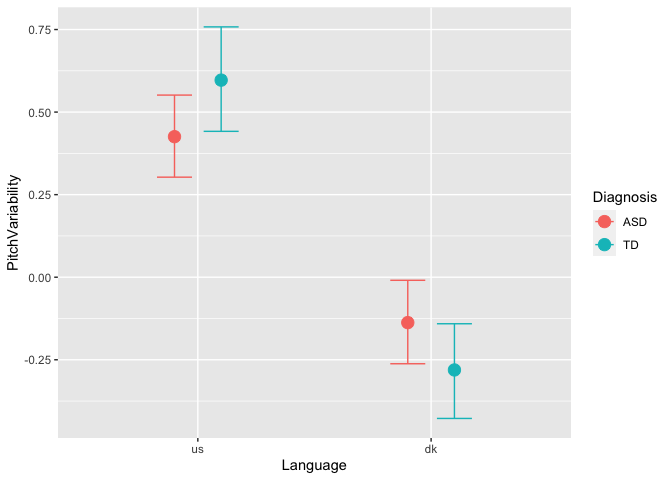 0.75
0.50
0.25
0.00
-0.25
PitchVariability
us
dk
Language
Diagnosis
ASD
TD